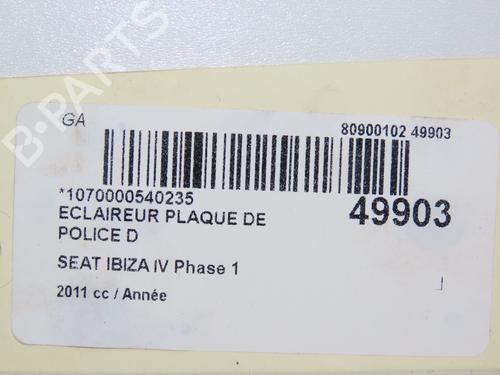 B-PARTS
GA
80900102 49903
*1070000540235
49903
ECLAIREUR PLAQUE DE
POLICE D
SEAT IBIZA IV Phase 1
2011 cc / Année